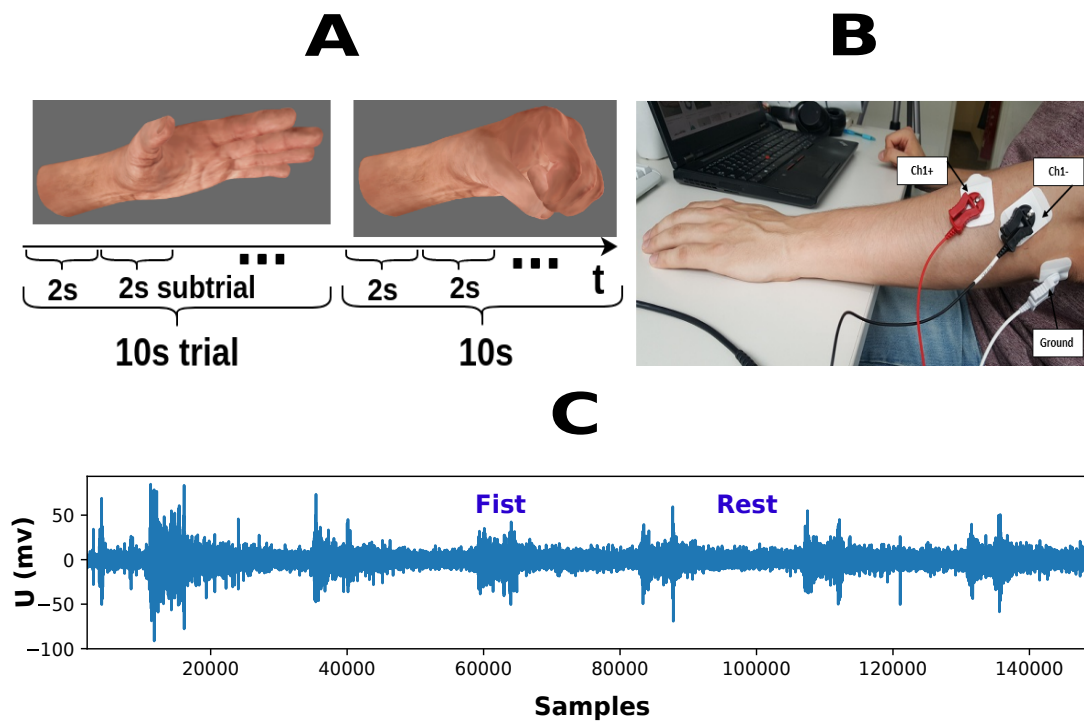 A
B
2s
2s subtrial
...
2s
2s
...
t
10s trial
10s
Ch1+
Ch1-
Ground
C
U (mv)
50
0
−50
−100
Fist
Rest
20000
40000
60000
80000
100000
120000
140000
Samples